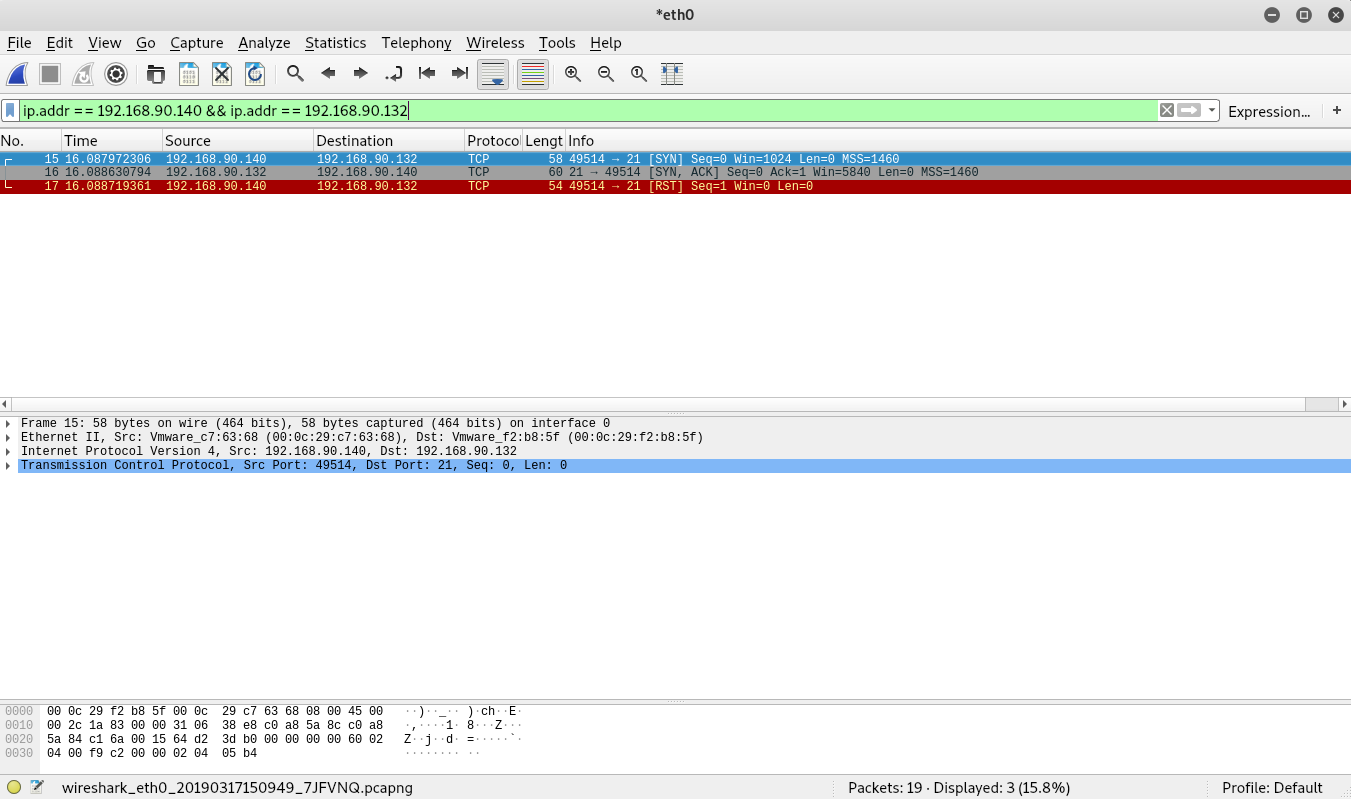 *eth0
File Edit View Go Capture Analyze Statistics Telephony Wireless Tools Help
ip.addr == 192.168.90.140 && ip.addr == 192.168.90.132 Expression... +
No. Time Source Destination Protoco Lengt Info
15 16.087972306 192.168.90.140 192.168.90.132 TCP 58 49514 → 21 [SYN] Seq=0 Win=1024 Len=0 MSS=1460
16 16.088630794 192.168.90.132 192.168.90.140 TCP 60 21 → 49514 [SYN, ACK] Seq=0 Ack=1 Win=5840 Len=0 MSS=1460
17 16.088719361 192.168.90.140 192.168.90.132 TCP 54 49514 → 21 [RST] Seq=1 Win=0 Len=0
Frame 15: 58 bytes on wire (464 bits), 58 bytes captured (464 bits) on interface 0
Ethernet II, Src: Vmware_c7:63:68 (00:0c:29:c7:63:68), Dst: Vmware_f2:b8:5f (00:0c:29:f2:b8:5f)
Internet Protocol Version 4, Src: 192.168.90.140, Dst: 192.168.90.132
Transmission Control Protocol, Src Port: 49514, Dst Port: 21, Seq: 0, Len: 0
0000 00 0c 29 f2 b8 5f 00 0c 29 c7 63 68 08 00 45 00 ··)··_·· )·ch··E·
0010 00 2c 1a 83 00 00 31 06 38 e8 c0 a8 5a 8c c0 a8 ·,····1· 8···Z···
0020 5a 84 c1 6a 00 15 64 d2 3d b0 00 00 00 00 60 02 Z··j··d· =·····`·
0030 04 00 f9 c2 00 00 02 04 05 b4 ········ ··
wireshark_eth0_20190317150949_7JFVNQ.pcapng Packets: 19 · Displayed: 3 (15.8%) Profile: Default